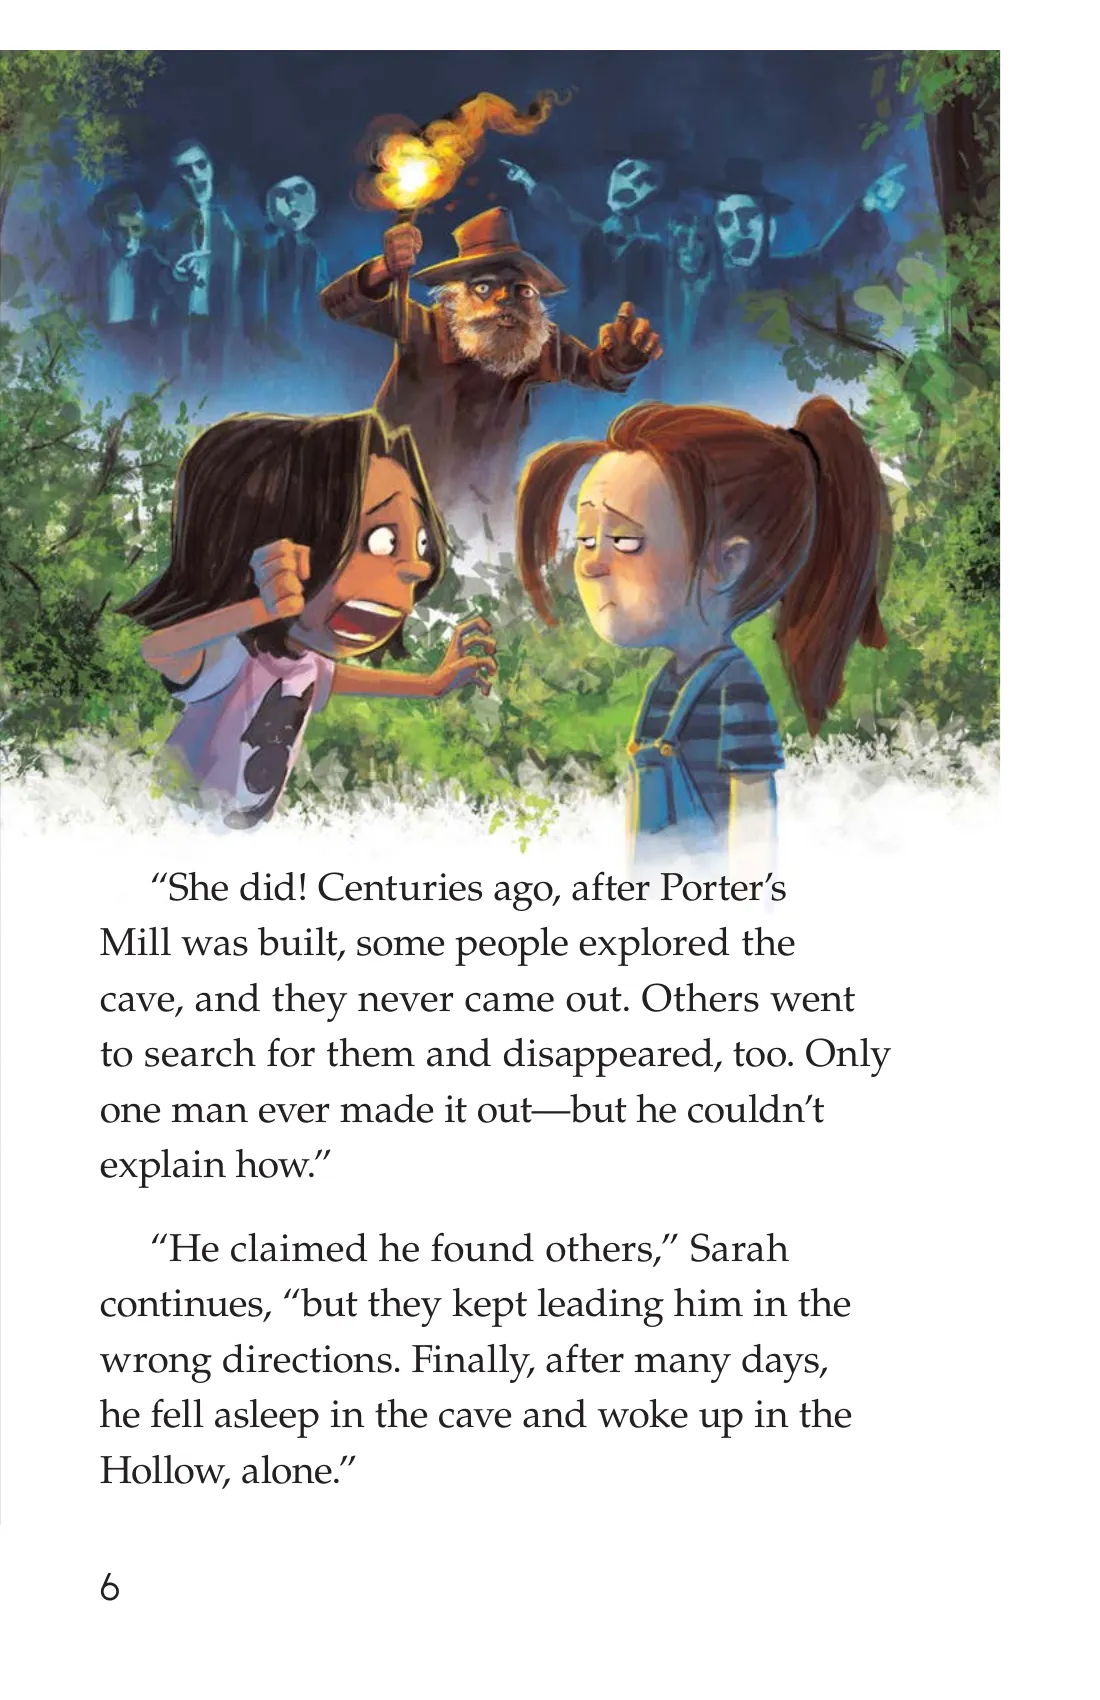 “She did! Centuries ago, after Porter’s
Mill was built, some people explored the
cave, and they never came out. Others went
to search for them and disappeared, too. Only
one man ever made it out—but he couldn’t
explain how.”
“He claimed he found others,” Sarah
continues, “but they kept leading him in the
wrong directions. Finally, after many days,
he fell asleep in the cave and woke up in the
Hollow, alone.”
6